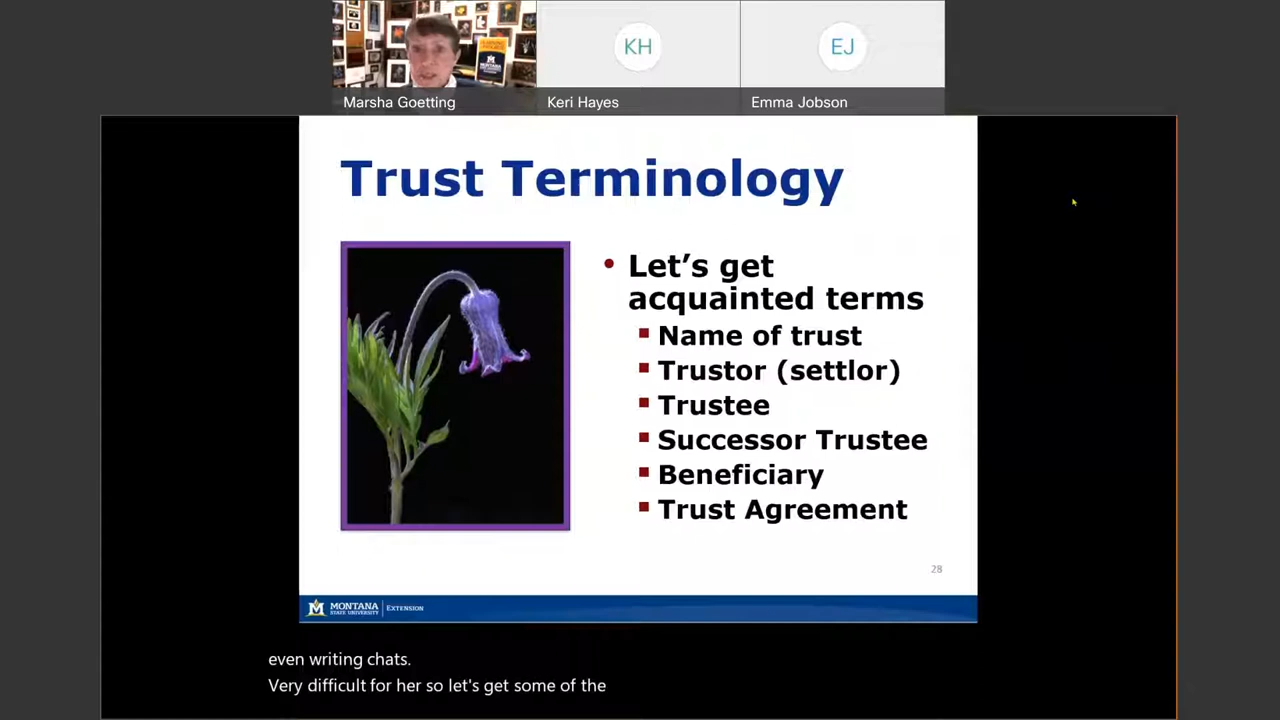 KH
EJ
Marsha Goetting
Keri Hayes
Emma Jobson
Trust Terminology
• Let's get
acquainted terms
▪ Name of trust
▪ Trustor (settlor)
▪ Trustee
▪ Successor Trustee
▪ Beneficiary
▪ Trust Agreement
28
MONTANA
STATE UNIVERSITY
EXTENSION
even writing chats.
Very difficult for her so let's get some of the